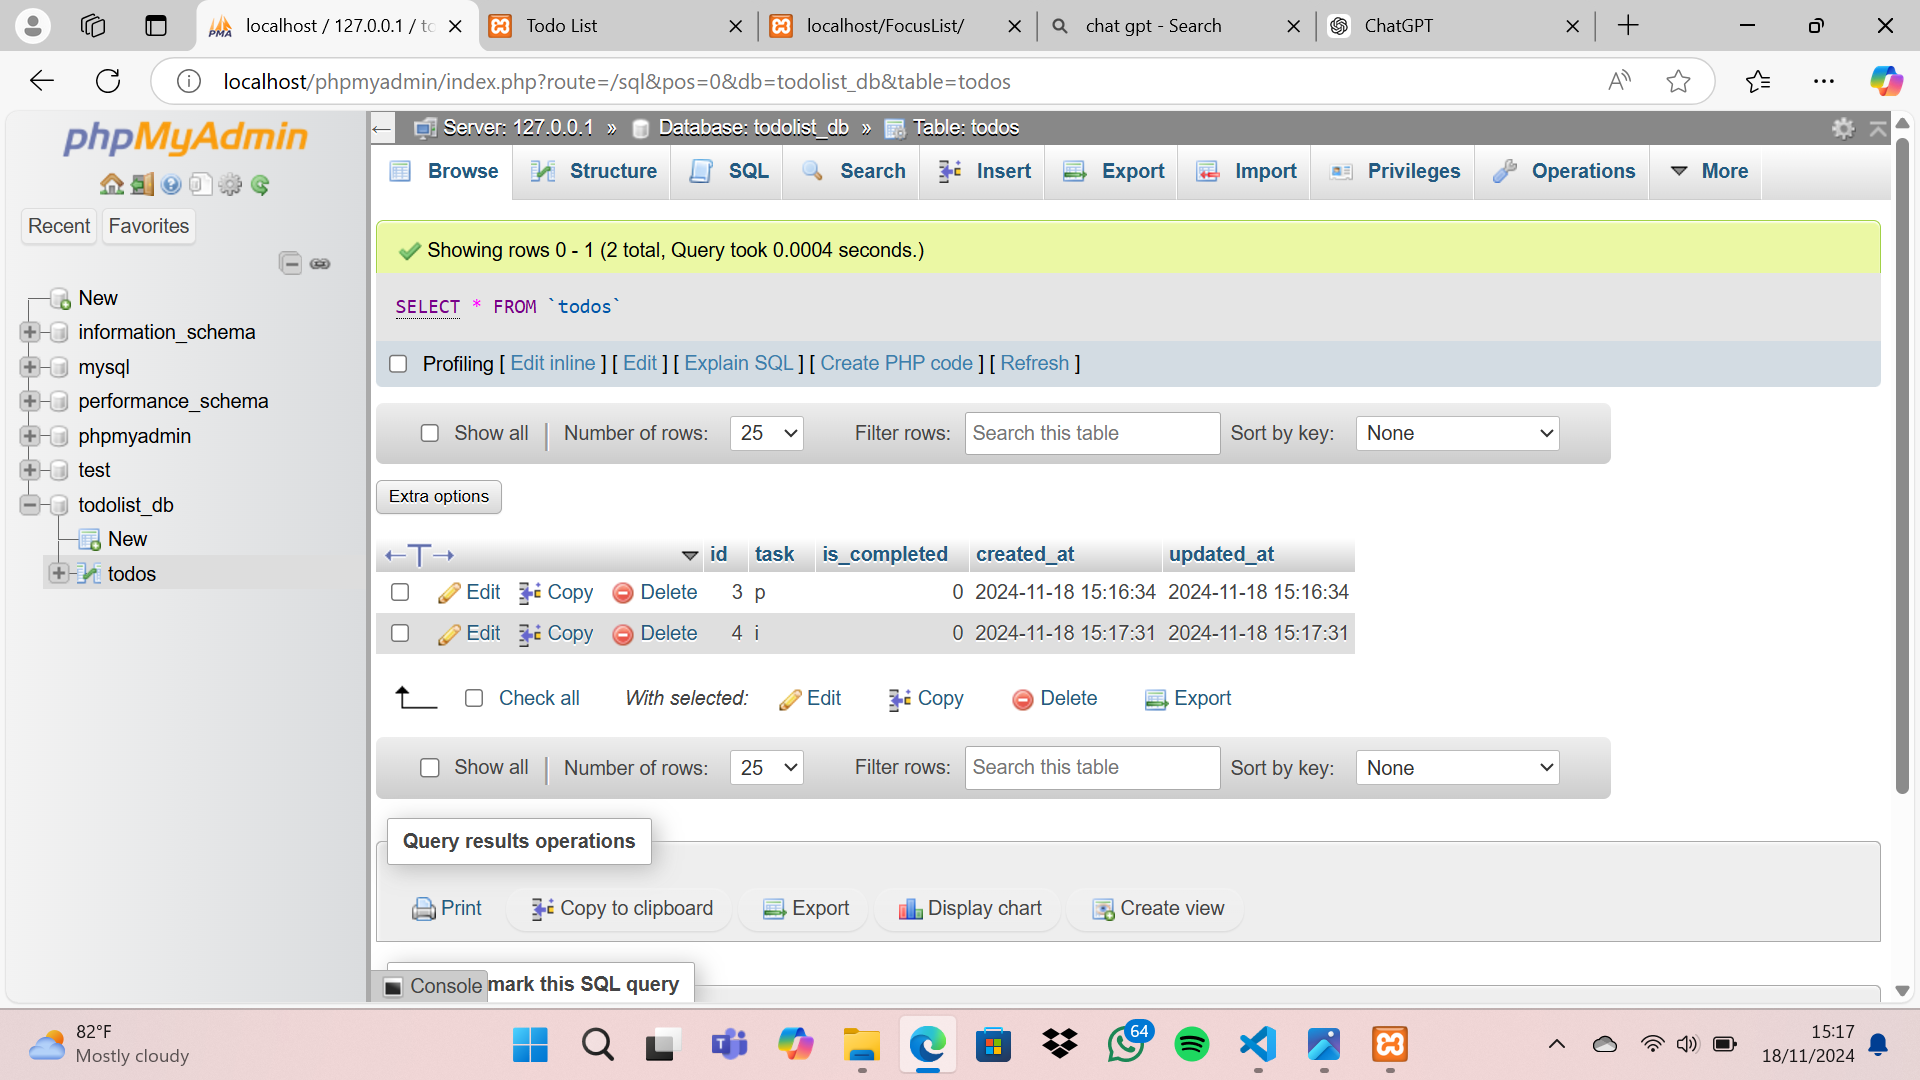 localhost / 127.0.0.1 / to
Todo List
localhost/FocusList/
chat gpt - Search
ChatGPT
localhost/phpmyadmin/index.php?route=/sql&pos=0&db=todolist_db&table=todos
phpMyAdmin
Recent Favorites
New
information_schema
mysql
performance_schema
phpmyadmin
test
todolist_db
New
todos
Server: 127.0.0.1 » Database: todolist_db » Table: todos
Browse Structure SQL Search Insert Export Import Privileges Operations More
Showing rows 0 - 1 (2 total, Query took 0.0004 seconds.)
SELECT * FROM `todos`
Profiling [ Edit inline ] [ Edit ] [ Explain SQL ] [ Create PHP code ] [ Refresh ]
Show all Number of rows: 25 Filter rows: Search this table Sort by key: None
Extra options
←T→ id task is_completed created_at updated_at
Edit Copy Delete 3 p 0 2024-11-18 15:16:34 2024-11-18 15:16:34
Edit Copy Delete 4 i 0 2024-11-18 15:17:31 2024-11-18 15:17:31
Check all With selected: Edit Copy Delete Export
Show all Number of rows: 25 Filter rows: Search this table Sort by key: None
Query results operations
Print Copy to clipboard Export Display chart Create view
Console mark this SQL query
82°F
Mostly cloudy
64
15:17
18/11/2024